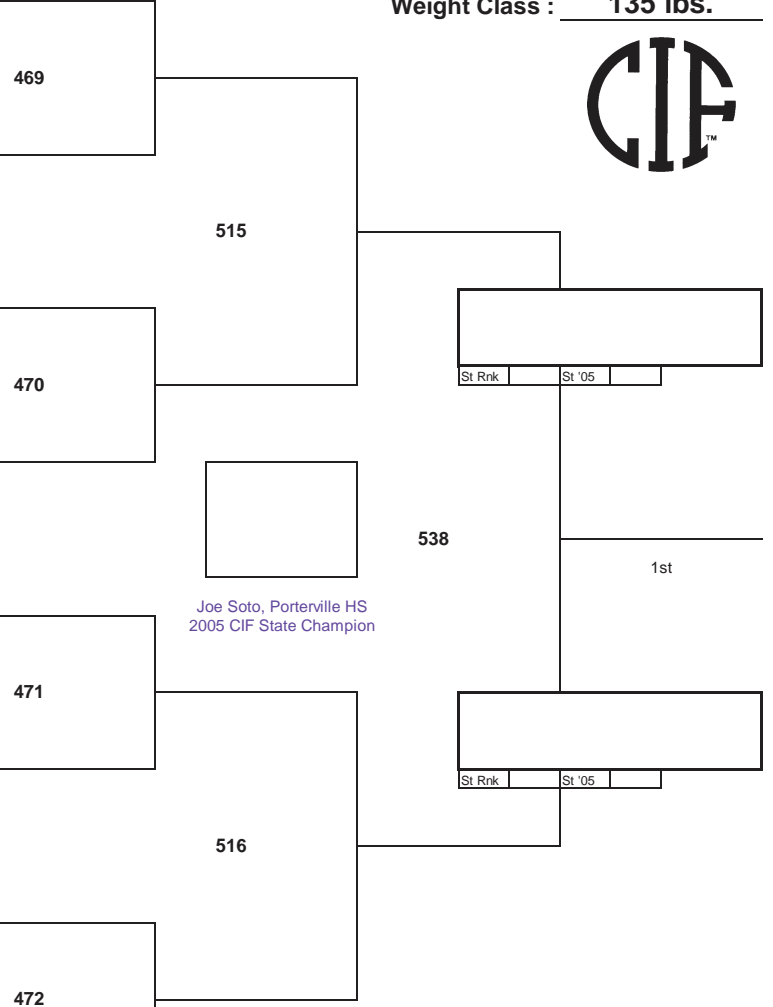 Weight Class : 135 lbs.
469
CIF
™
515
470
St Rnk St '05
538
1st
Joe Soto, Porterville HS
2005 CIF State Champion
471
St Rnk St '05
516
472